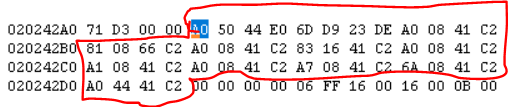 020242A0 71 D3 00 00 A0 50 44 E0 6D D9 23 DE A0 08 41 C2
020242B0 81 08 66 C2 A0 08 41 C2 83 16 41 C2 A0 08 41 C2
020242C0 A1 08 41 C2 A0 08 41 C2 A7 08 41 C2 6A 08 41 C2
020242D0 A0 44 41 C2 00 00 00 00 06 FF 16 00 16 00 0B 00